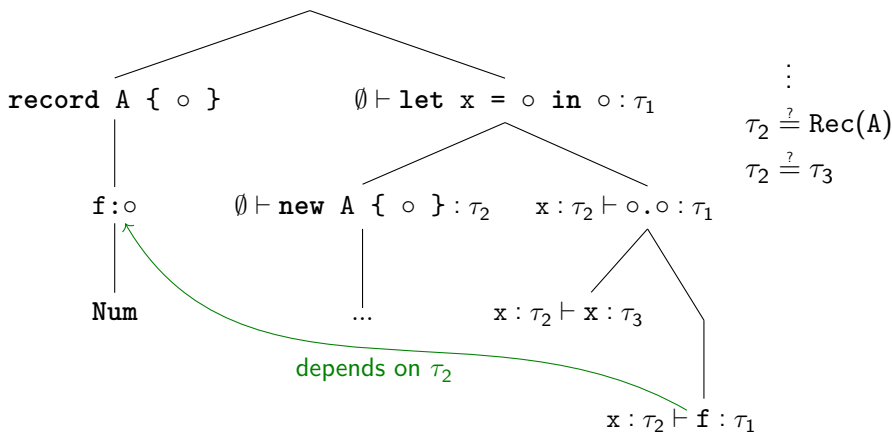 record A { ∘ }
∅ ⊢ let x = ∘ in ∘ : τ₁
⋮
τ₂ ≟ Rec(A)
τ₂ ≟ τ₃
f:∘
∅ ⊢ new A { ∘ } : τ₂
x : τ₂ ⊢ ∘.∘ : τ₁
Num
...
x : τ₂ ⊢ x : τ₃
depends on τ₂
x : τ₂ ⊢ f : τ₁